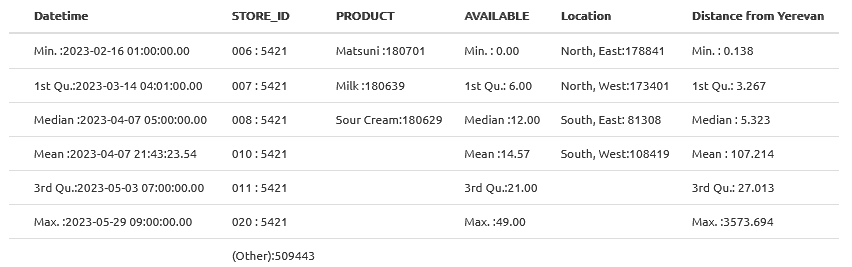 Datetime STORE_ID PRODUCT AVAILABLE Location Distance from Yerevan
Min. :2023-02-16 01:00:00.00 006 : 5421 Matsuni :180701 Min. : 0.00 North, East:178841 Min. : 0.138
1st Qu.:2023-03-14 04:01:00.00 007 : 5421 Milk :180639 1st Qu.: 6.00 North, West:173401 1st Qu.: 3.267
Median :2023-04-07 05:00:00.00 008 : 5421 Sour Cream:180629 Median :12.00 South, East: 81308 Median : 5.323
Mean :2023-04-07 21:43:23.54 010 : 5421 Mean :14.57 South, West:108419 Mean : 107.214
3rd Qu.:2023-05-03 07:00:00.00 011 : 5421 3rd Qu.:21.00 3rd Qu.: 27.013
Max. :2023-05-29 09:00:00.00 020 : 5421 Max. :49.00 Max. :3573.694
(Other):509443